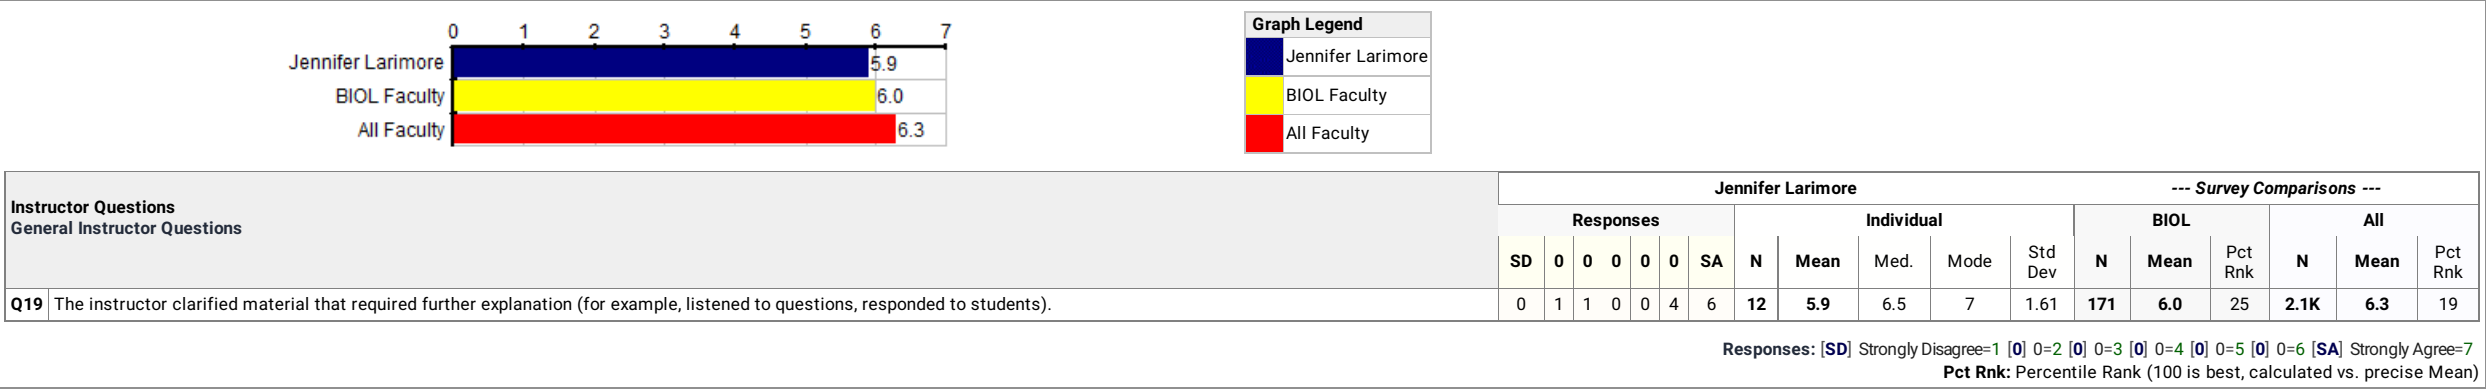 0 1 2 3 4 5 6 7
Jennifer Larimore 5.9
BIOL Faculty 6.0
All Faculty 6.3
Graph Legend
Jennifer Larimore
BIOL Faculty
All Faculty
Instructor Questions
General Instructor Questions
Jennifer Larimore --- Survey Comparisons ---
Responses Individual BIOL All
SD 0 0 0 0 0 SA N Mean Med. Mode Std Dev N Mean Pct Rnk N Mean Pct Rnk
Q19 The instructor clarified material that required further explanation (for example, listened to questions, responded to students). 0 1 1 0 0 4 6 12 5.9 6.5 7 1.61 171 6.0 25 2.1K 6.3 19
Responses: [SD] Strongly Disagree=1 [0] 0=2 [0] 0=3 [0] 0=4 [0] 0=5 [0] 0=6 [SA] Strongly Agree=7
Pct Rnk: Percentile Rank (100 is best, calculated vs. precise Mean)